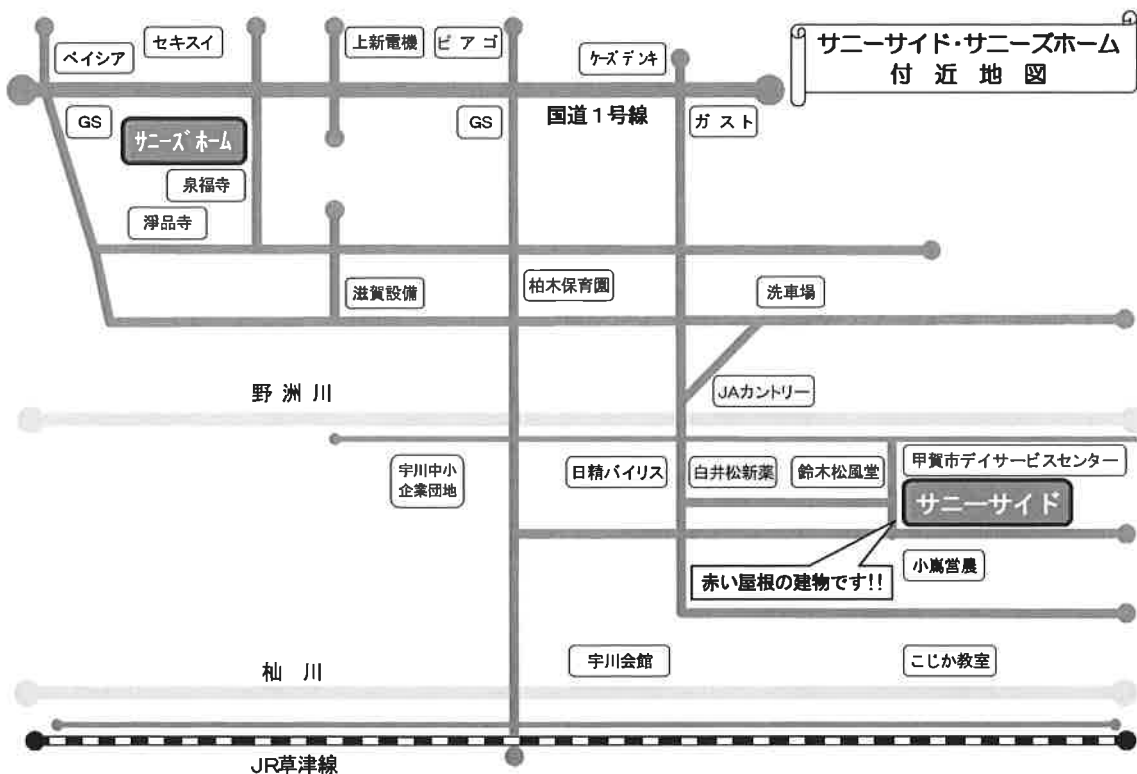 サニーサイド・サニーズホーム
付近地図
ベイシア
セキスイ
上新電機
ピアゴ
ケーズデンキ
GS
サニーズホーム
GS
国道1号線
ガスト
泉福寺
淨品寺
滋賀設備
柏木保育園
洗車場
野洲川
JAカントリー
宇川中小
企業団地
日精バイリス
白井松新薬
鈴木松風堂
甲賀市デイサービスセンター
サニーサイド
赤い屋根の建物です!!
小嶌営農
宇川会館
こじか教室
杣川
JR草津線